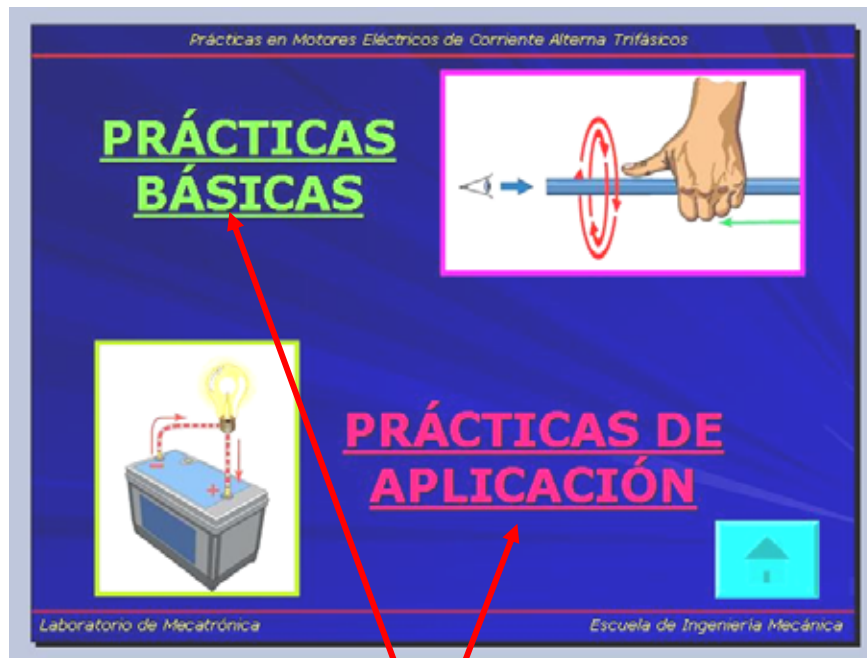 Prácticas en Motores Eléctricos de Corriente Alterna Trifásicos
PRÁCTICAS
BÁSICAS
PRÁCTICAS DE
APLICACIÓN
Laboratorio de Mecatrónica
Escuela de Ingeniería Mecánica